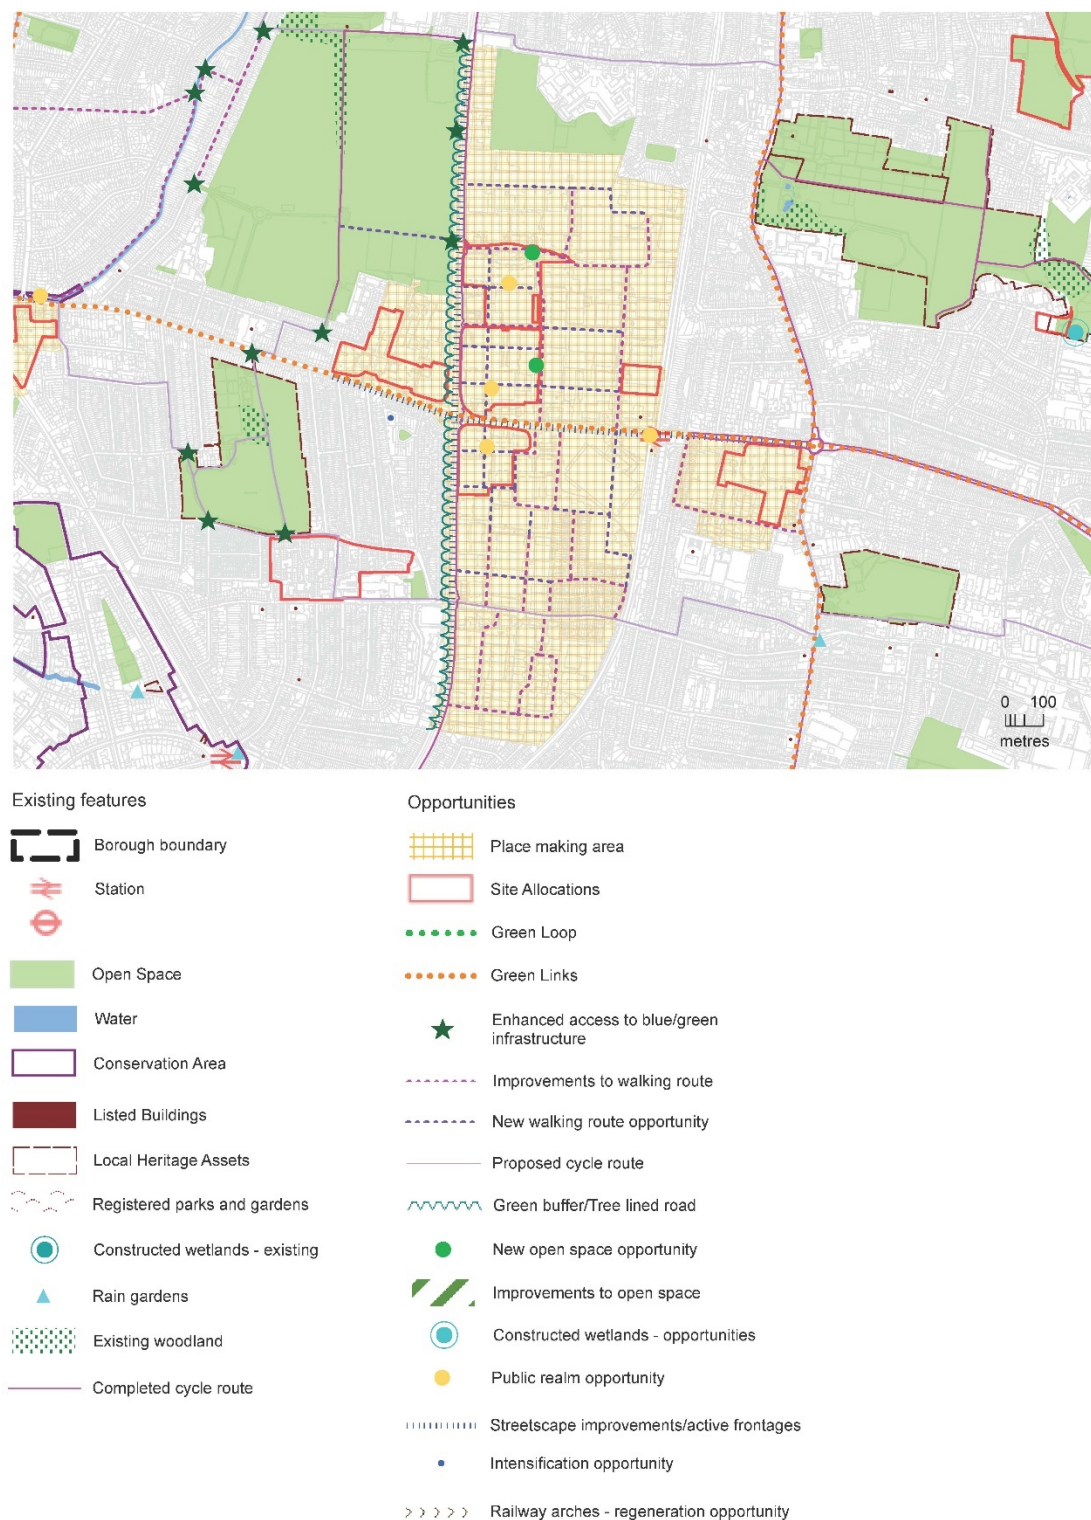 0 100
metres
Existing features
Borough boundary
Station
Open Space
Water
Conservation Area
Listed Buildings
Local Heritage Assets
Registered parks and gardens
Constructed wetlands - existing
Rain gardens
Existing woodland
Completed cycle route
Opportunities
Place making area
Site Allocations
Green Loop
Green Links
Enhanced access to blue/green
infrastructure
Improvements to walking route
New walking route opportunity
Proposed cycle route
Green buffer/Tree lined road
New open space opportunity
Improvements to open space
Constructed wetlands - opportunities
Public realm opportunity
Streetscape improvements/active frontages
Intensification opportunity
Railway arches - regeneration opportunity